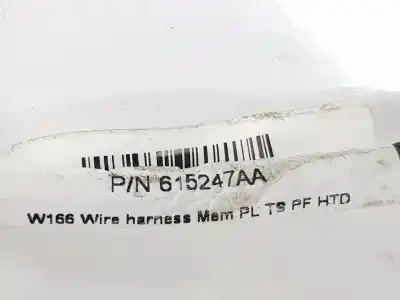 P/N 615247AA
W166 Wire harness Mem PL TS PF HTD